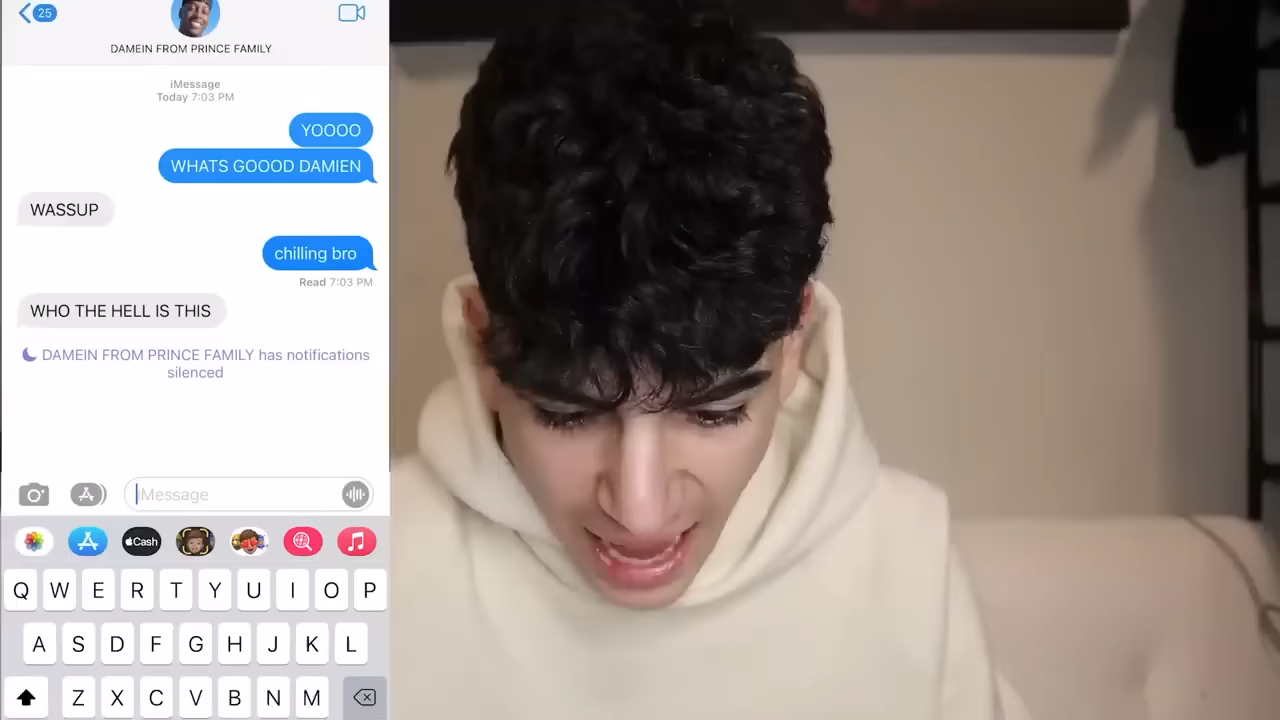 25
DAMEIN FROM PRINCE FAMILY
iMessage
Today 7:03 PM
YOOOO
WHATS GOOOD DAMIEN
WASSUP
chilling bro
Read 7:03 PM
WHO THE HELL IS THIS
DAMEIN FROM PRINCE FAMILY has notifications
silenced
iMessage
Cash
Q W E R T Y U I O P
A S D F G H J K L
Z X C V B N M